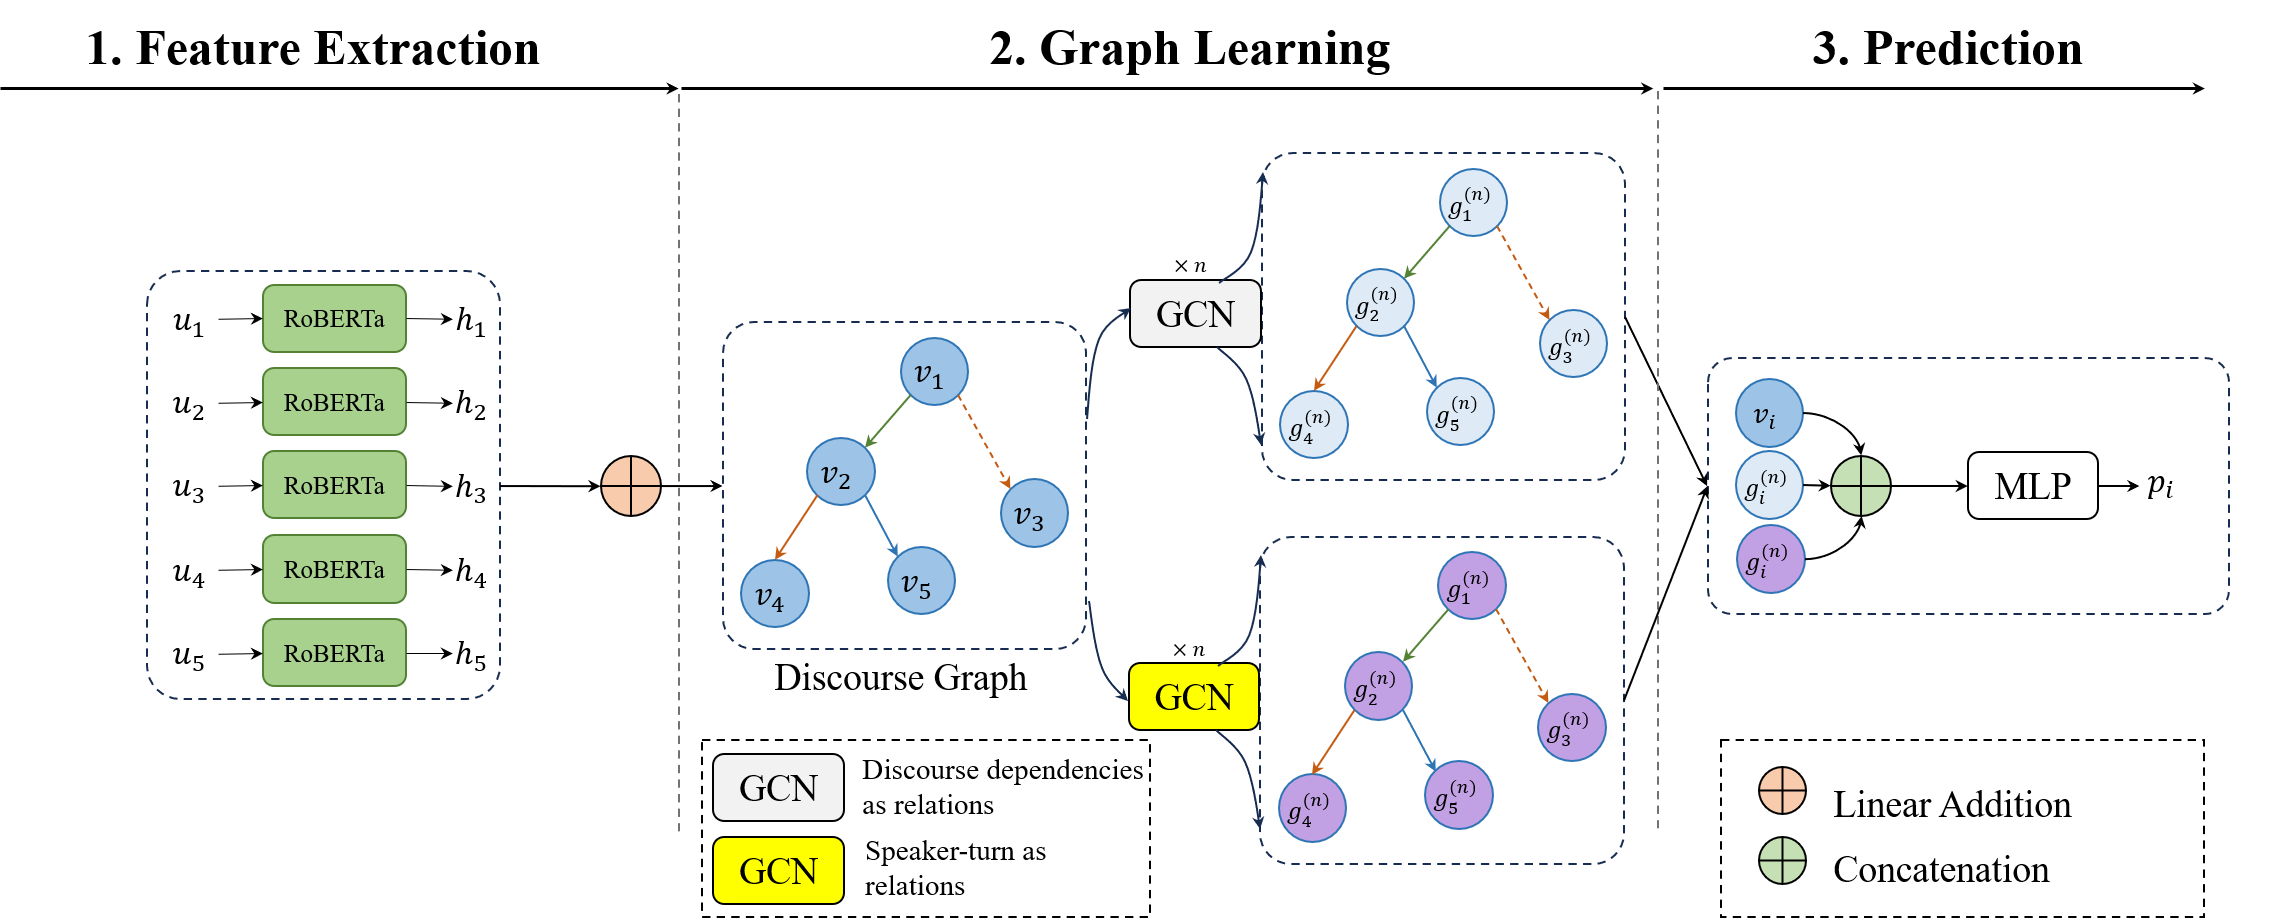 1. Feature Extraction
2. Graph Learning
3. Prediction
u_1 RoBERTa h_1
u_2 RoBERTa h_2
u_3 RoBERTa h_3
u_4 RoBERTa h_4
u_5 RoBERTa h_5
v_1
v_2
v_3
v_4
v_5
Discourse Graph
× n
GCN
g_1^{(n)}
g_2^{(n)}
g_3^{(n)}
g_4^{(n)}
g_5^{(n)}
× n
GCN
g_1^{(n)}
g_2^{(n)}
g_3^{(n)}
g_4^{(n)}
g_5^{(n)}
GCN
Discourse dependencies
as relations
GCN
Speaker-turn as
relations
v_i
g_i^{(n)}
g_i^{(n)}
MLP
p_i
Linear Addition
Concatenation